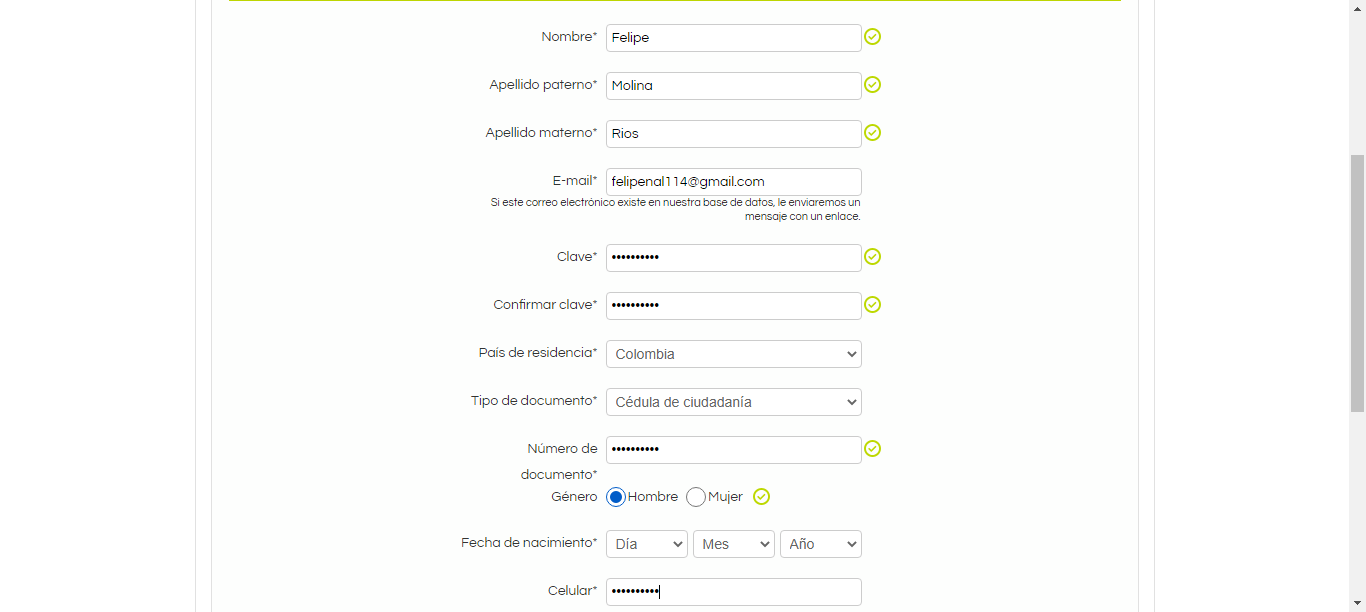 Nombre* Felipe
Apellido paterno* Molina
Apellido materno* Rios
E-mail* felipenal114@gmail.com
Si este correo electrónico existe en nuestra base de datos, le enviaremos un
mensaje con un enlace.
Clave* ••••••••••
Confirmar clave* ••••••••••
País de residencia* Colombia
Tipo de documento* Cédula de ciudadanía
Número de ••••••••••
documento*
Género Hombre Mujer
Fecha de nacimiento* Día Mes Año
Celular* ••••••••••